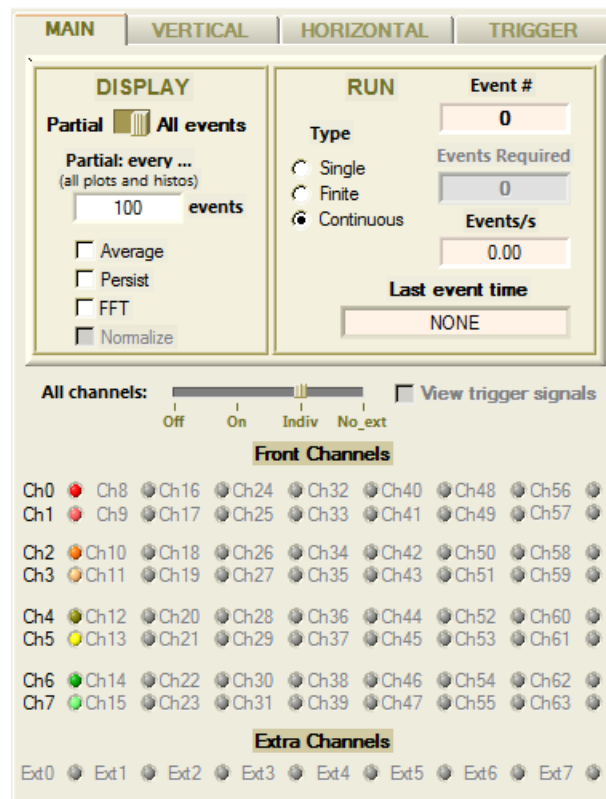 MAIN VERTICAL HORIZONTAL TRIGGER
DISPLAY
Partial All events
Partial: every ...
(all plots and histos)
100 events
Average
Persist
FFT
Normalize
RUN
Type
Single
Finite
Continuous
Event #
0
Events Required
0
Events/s
0.00
Last event time
NONE
All channels:
Off On Indiv No_ext
View trigger signals
Front Channels
Ch0 Ch8 Ch16 Ch24 Ch32 Ch40 Ch48 Ch56
Ch1 Ch9 Ch17 Ch25 Ch33 Ch41 Ch49 Ch57
Ch2 Ch10 Ch18 Ch26 Ch34 Ch42 Ch50 Ch58
Ch3 Ch11 Ch19 Ch27 Ch35 Ch43 Ch51 Ch59
Ch4 Ch12 Ch20 Ch28 Ch36 Ch44 Ch52 Ch60
Ch5 Ch13 Ch21 Ch29 Ch37 Ch45 Ch53 Ch61
Ch6 Ch14 Ch22 Ch30 Ch38 Ch46 Ch54 Ch62
Ch7 Ch15 Ch23 Ch31 Ch39 Ch47 Ch55 Ch63
Extra Channels
Ext0 Ext1 Ext2 Ext3 Ext4 Ext5 Ext6 Ext7